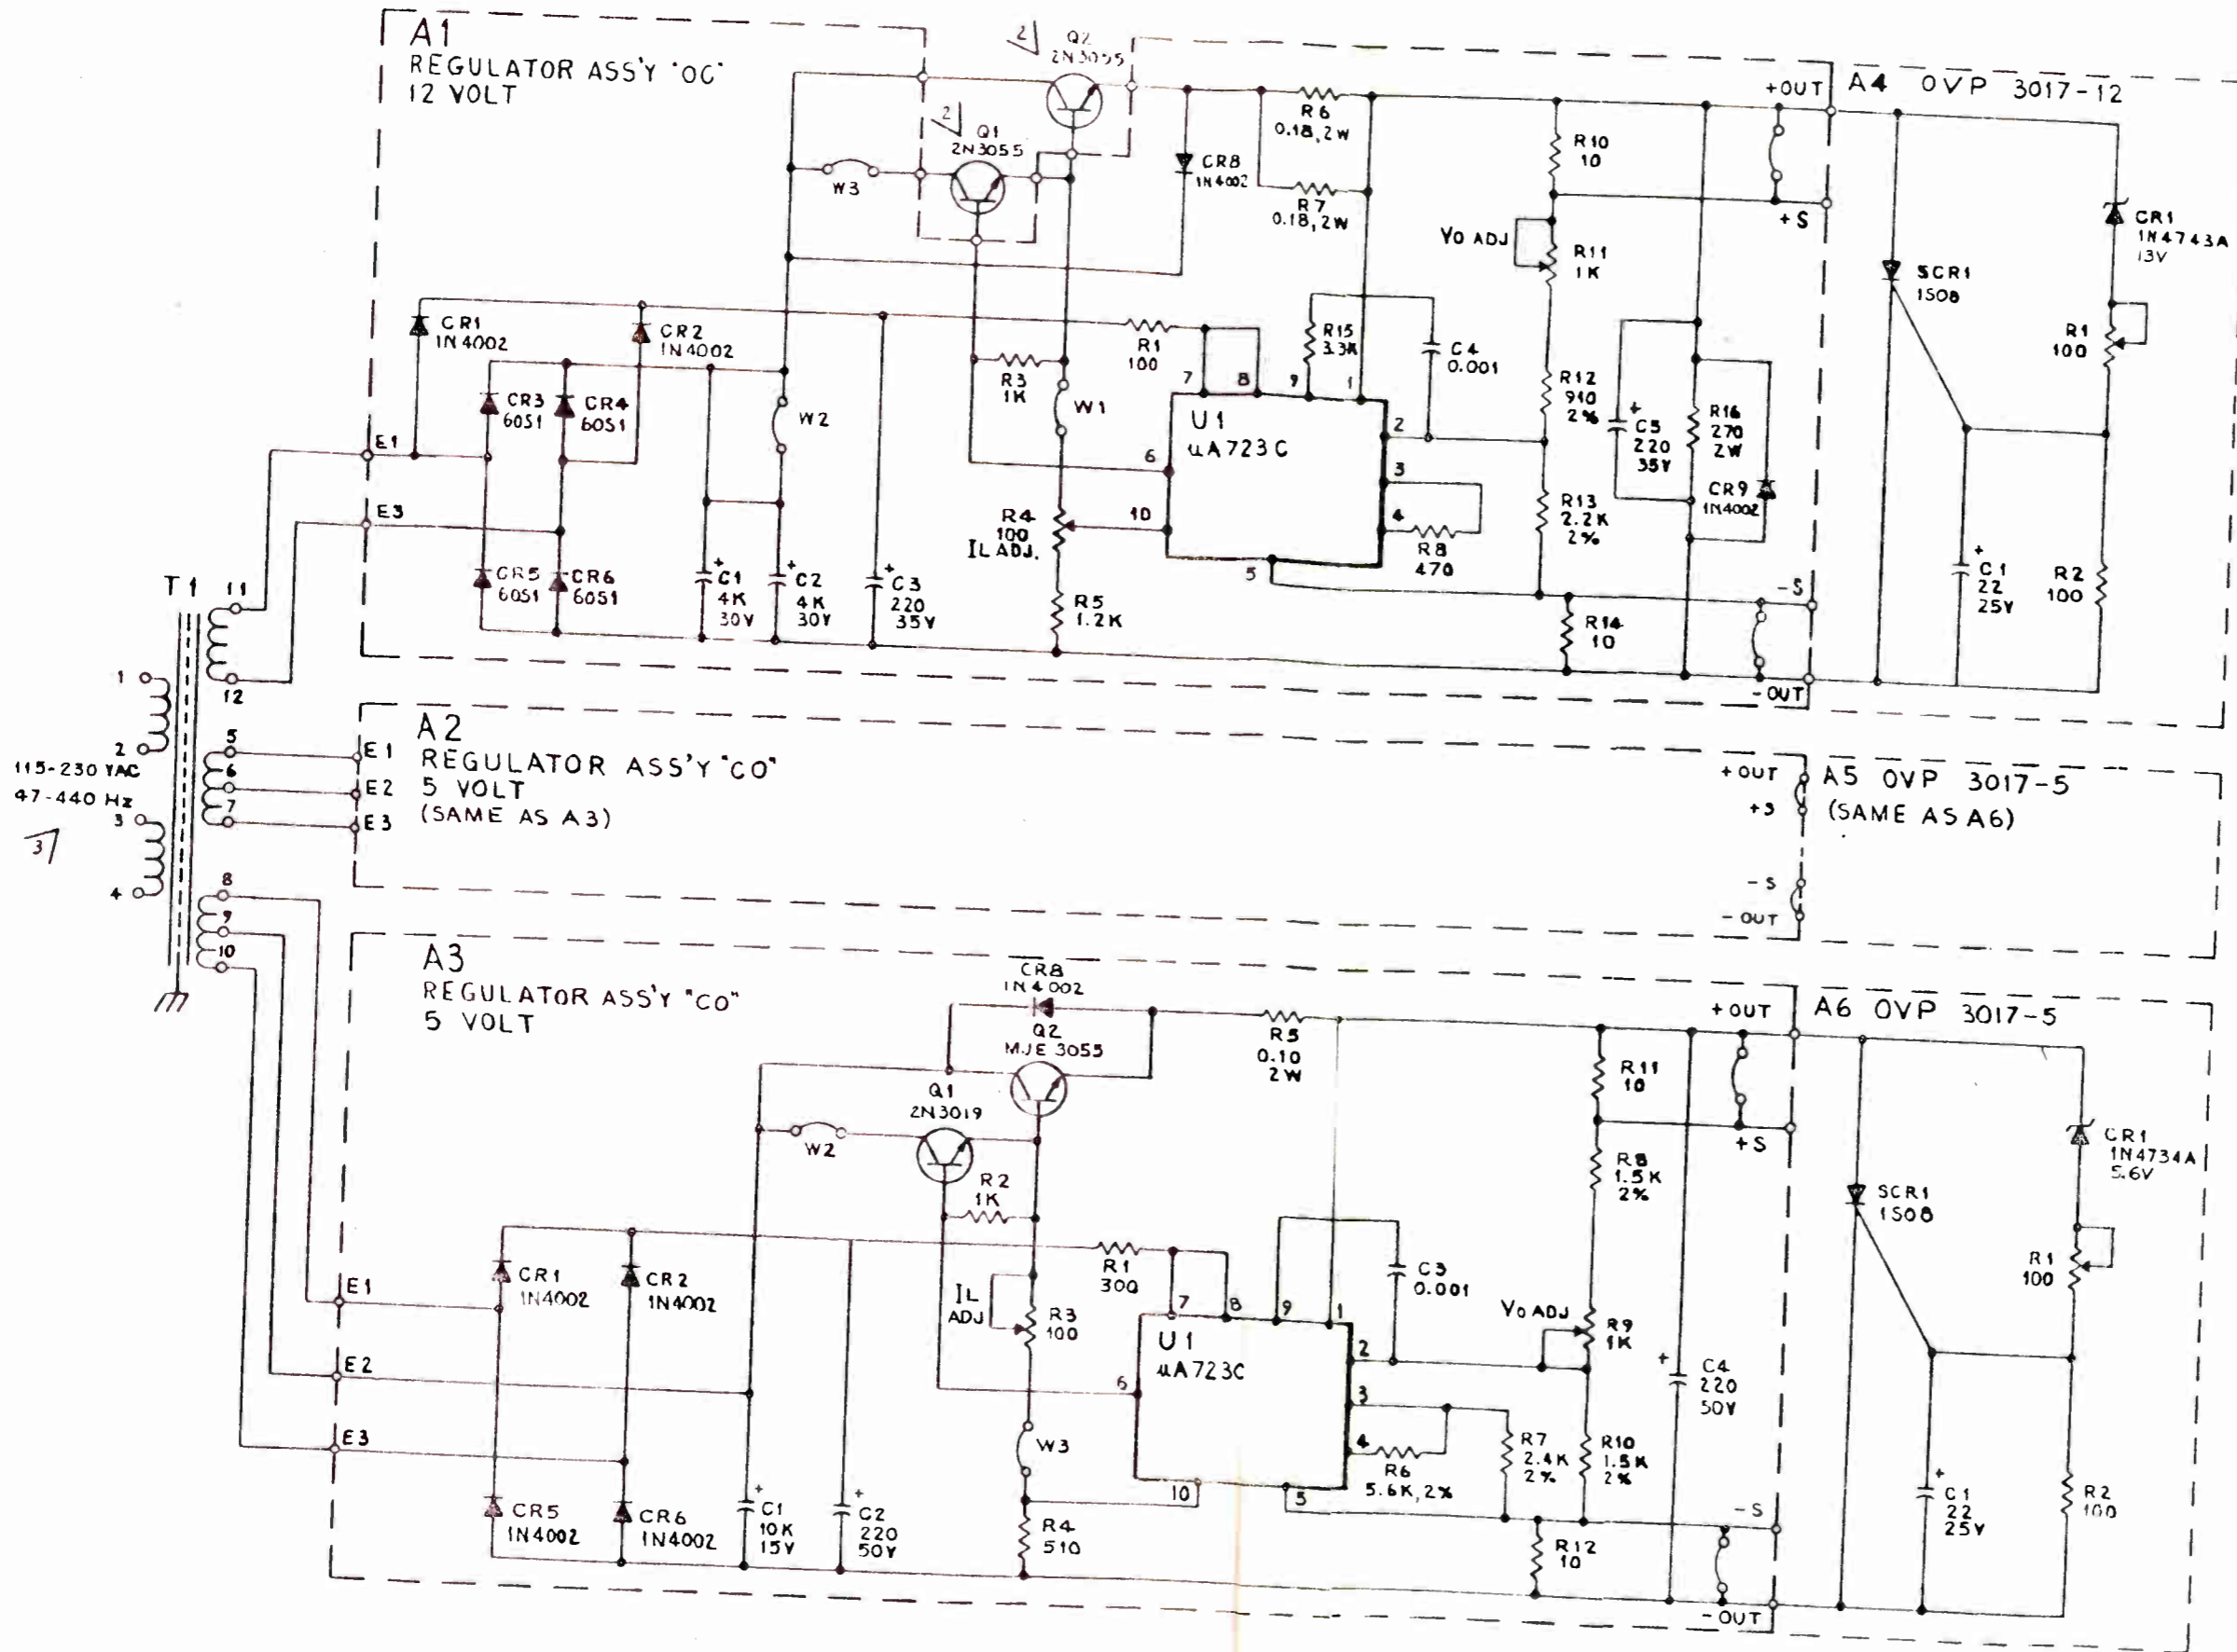 A1
REGULATOR ASS'Y "OC"
12 VOLT
2
Q2
2N3055
2
Q1
2N3055
W3
CR8
1N4002
R6
0.18, 2W
R7
0.18, 2W
R10
10
+OUT
+S
A4 OVP 3017-12
VO ADJ
R11
1K
CR1
1N4743A
13V
SCR1
1S08
R1
100
CR1
1N4002
CR2
1N4002
R1
100
R15
3.3K
C4
0.001
CR3
60S1
CR4
60S1
R3
1K
W1
W2
7
8
9
1
U1
uA723C
2
3
4
5
6
10
R12
910
2%
C5
220
35V
R16
270
2W
CR9
1N4002
R13
2.2K
2%
E1
E3
R4
100
IL ADJ.
R8
470
CR5
60S1
CR6
60S1
C1
4K
30V
C2
4K
30V
C3
220
35V
R5
1.2K
R14
10
-S
-OUT
C1
22
25V
R2
100
T1
11
12
1
2
115-230 VAC
47-440 Hz
3
3
4
5
6
7
8
9
10
A2
REGULATOR ASS'Y "CO"
5 VOLT
(SAME AS A3)
E1
E2
E3
+OUT
+S
-S
-OUT
A5 OVP 3017-5
(SAME AS A6)
A3
REGULATOR ASS'Y "CO"
5 VOLT
CR8
1N4002
Q2
MJE 3055
Q1
2N3019
W2
R2
1K
R5
0.10
2W
R11
10
+OUT
+S
A6 OVP 3017-5
R8
1.5K
2%
CR1
1N4734A
5.6V
SCR1
1S08
R1
100
E1
E2
E3
CR1
1N4002
CR2
1N4002
R1
300
IL
ADJ
R3
100
C3
0.001
VO ADJ
R9
1K
7
8
9
1
U1
uA723C
2
3
4
5
6
10
C4
220
50V
W3
R6
5.6K, 2%
R7
2.4K
2%
R10
1.5K
2%
CR5
1N4002
CR6
1N4002
C1
10K
15V
C2
220
50V
R4
510
R12
10
-S
-OUT
C1
22
25V
R2
100